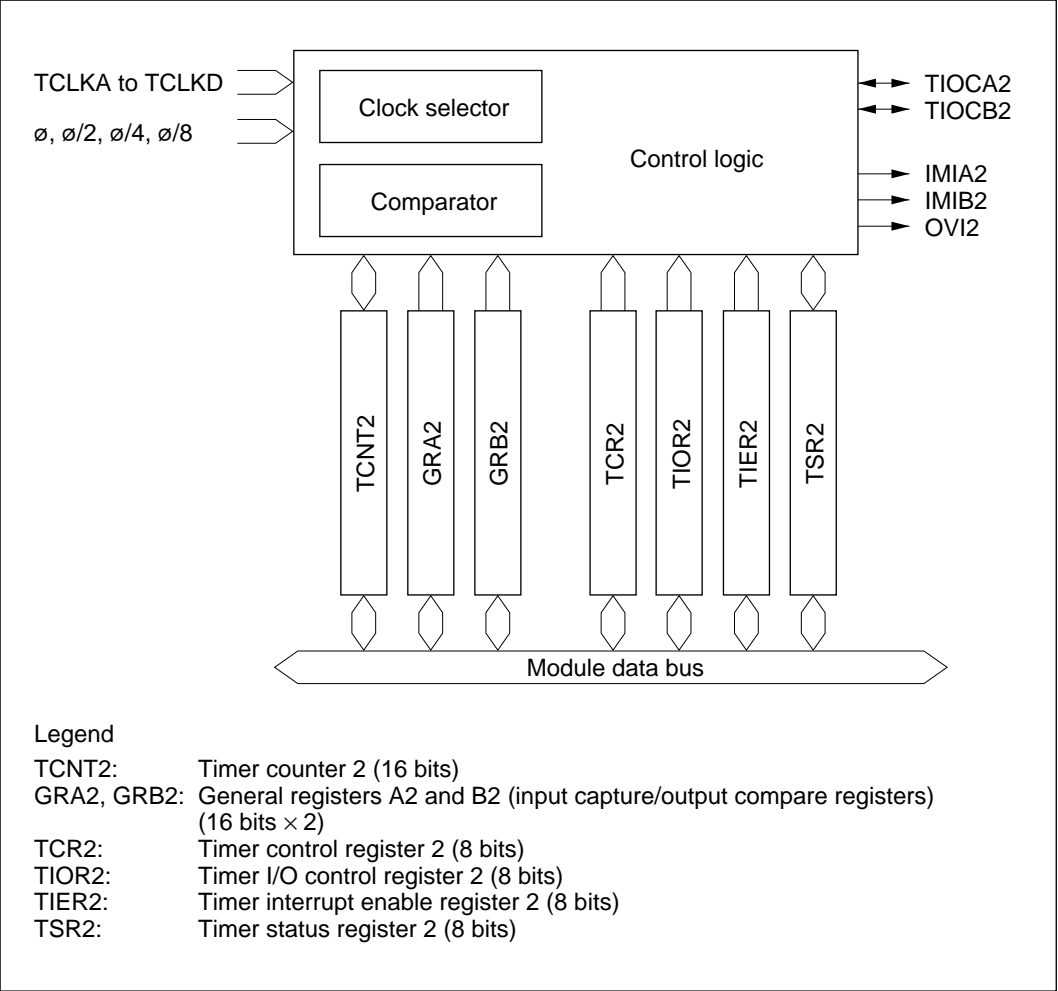 TCLKA to TCLKD
ø, ø/2, ø/4, ø/8
Clock selector
Comparator
Control logic
TIOCA2
TIOCB2
IMIA2
IMIB2
OVI2
TCNT2
GRA2
GRB2
TCR2
TIOR2
TIER2
TSR2
Module data bus
Legend
TCNT2: Timer counter 2 (16 bits)
GRA2, GRB2: General registers A2 and B2 (input capture/output compare registers)
(16 bits × 2)
TCR2: Timer control register 2 (8 bits)
TIOR2: Timer I/O control register 2 (8 bits)
TIER2: Timer interrupt enable register 2 (8 bits)
TSR2: Timer status register 2 (8 bits)